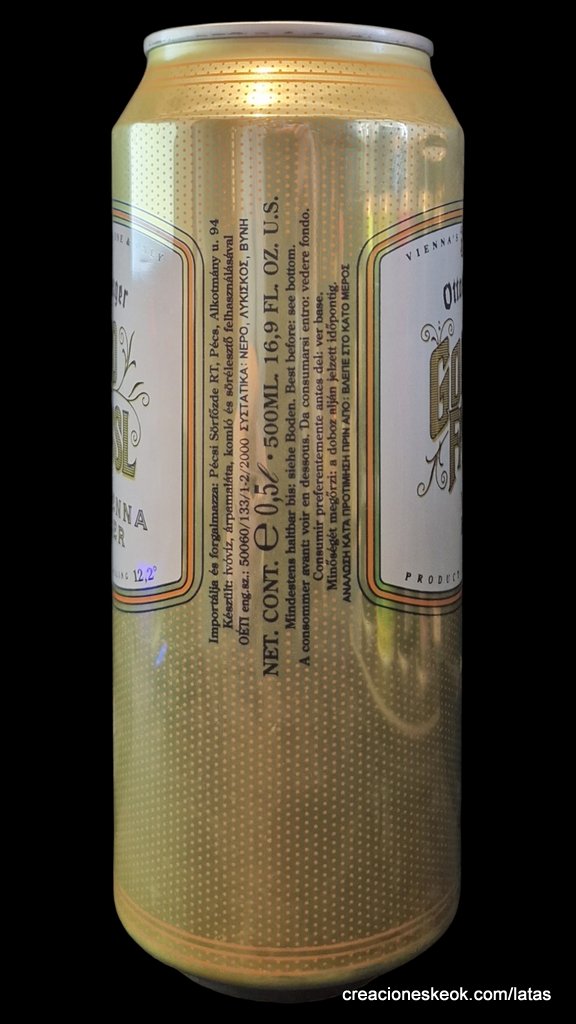 Importálja és forgalmazza: Pécsi Sörfőzde RT, Pécs, Alkotmány u. 94
Készült: ivóvíz, árpamaláta, komló és sörélesztő felhasználásával
OÉTI eng.sz.: 50060/133/1-2/2000 ΣΥΣΤΑΤΙΚΑ: ΝΕΡΟ, ΛΥΚΙΣΚΟΣ, ΒΥΝΗ
NET. CONT. ℮ 0,5ℓ • 500ML. 16,9 FL. OZ. U.S.
Mindestens haltbar bis: siehe Boden. Best before: see bottom.
A consommer avant: voir en dessous. Da consumarsi entro: vedere fondo.
Consumir preferentemente antes del: ver base.
Minőségét megőrzi: a doboz alján jelzett időpontig.
ΑΝΑΛΩΣΗ ΚΑΤΑ ΠΡΟΤΙΜΗΣΗ ΠΡΙΝ ΑΠΟ: ΒΛΕΠΕ ΣΤΟ ΚΑΤΩ ΜΕΡΟΣ
12,2°
VIENNA'S
creacioneskeok.com/latas